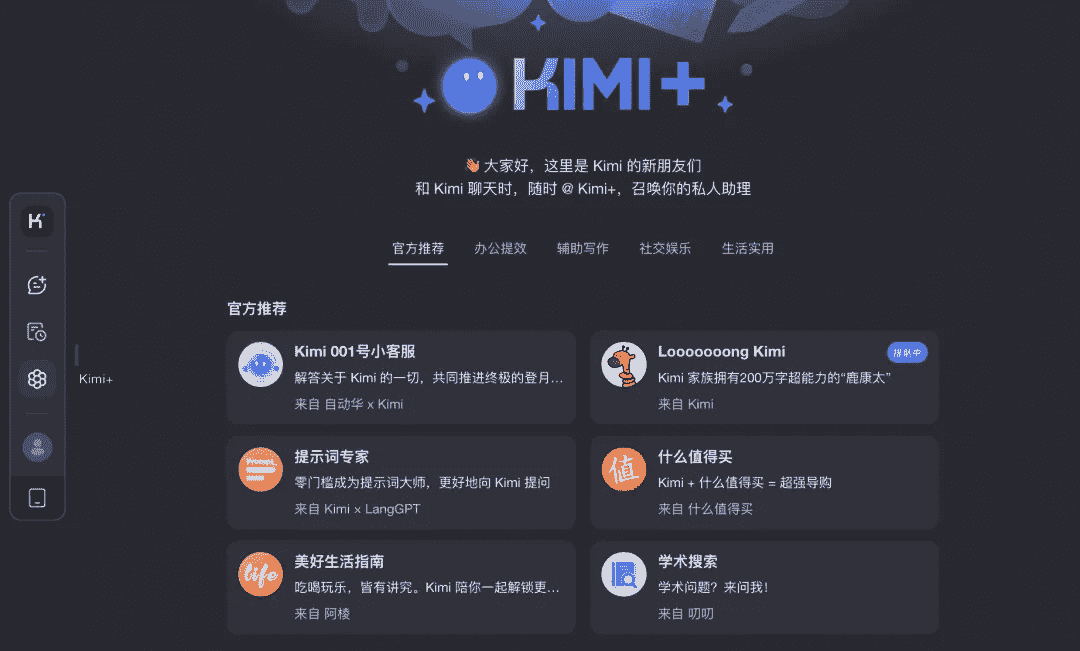 KIMI+
👋 大家好，这里是 Kimi 的新朋友们
和 Kimi 聊天时，随时 @ Kimi+，召唤你的私人助理
官方推荐 办公提效 辅助写作 社交娱乐 生活实用
官方推荐
Kimi 001号小客服
解答关于 Kimi 的一切，共同推进终极的登月…
来自 自动华 x Kimi
Looooooong Kimi
排队中
Kimi 家族拥有200万字超能力的“鹿康太”
来自 Kimi
Kimi+
Prompt
提示词专家
零门槛成为提示词大师，更好地向 Kimi 提问
来自 Kimi × LangGPT
值
什么值得买
Kimi + 什么值得买 = 超强导购
来自 什么值得买
life
美好生活指南
吃喝玩乐，皆有讲究。Kimi 陪你一起解锁更…
来自 阿棱
学术搜索
学术问题？来问我！
来自 叨叨